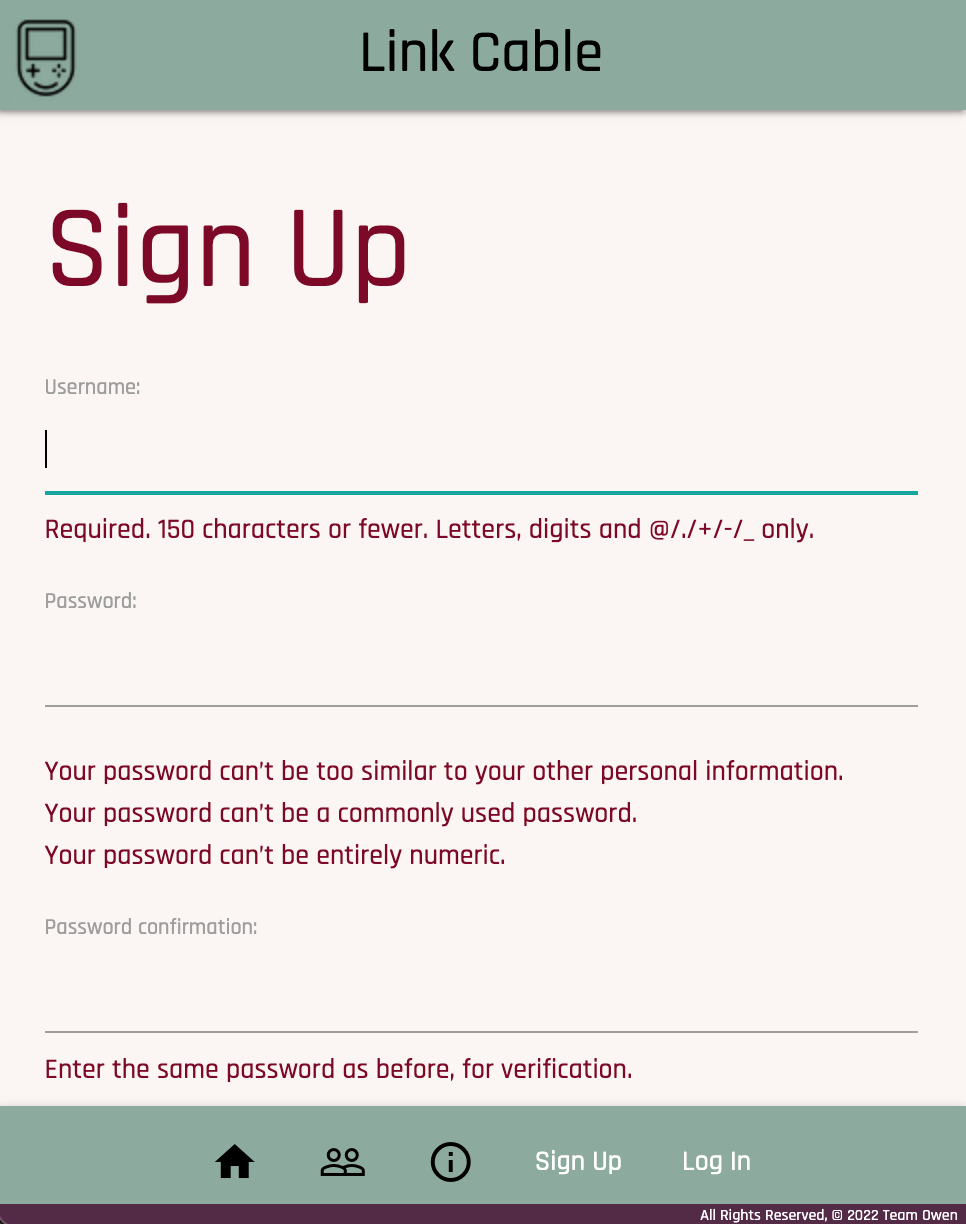 Link Cable
Sign Up
Username:
Required. 150 characters or fewer. Letters, digits and @/./+/-/_ only.
Password:
Your password can't be too similar to your other personal information.
Your password can't be a commonly used password.
Your password can't be entirely numeric.
Password confirmation:
Enter the same password as before, for verification.
Sign Up Log In
All Rights Reserved, © 2022 Team Owen